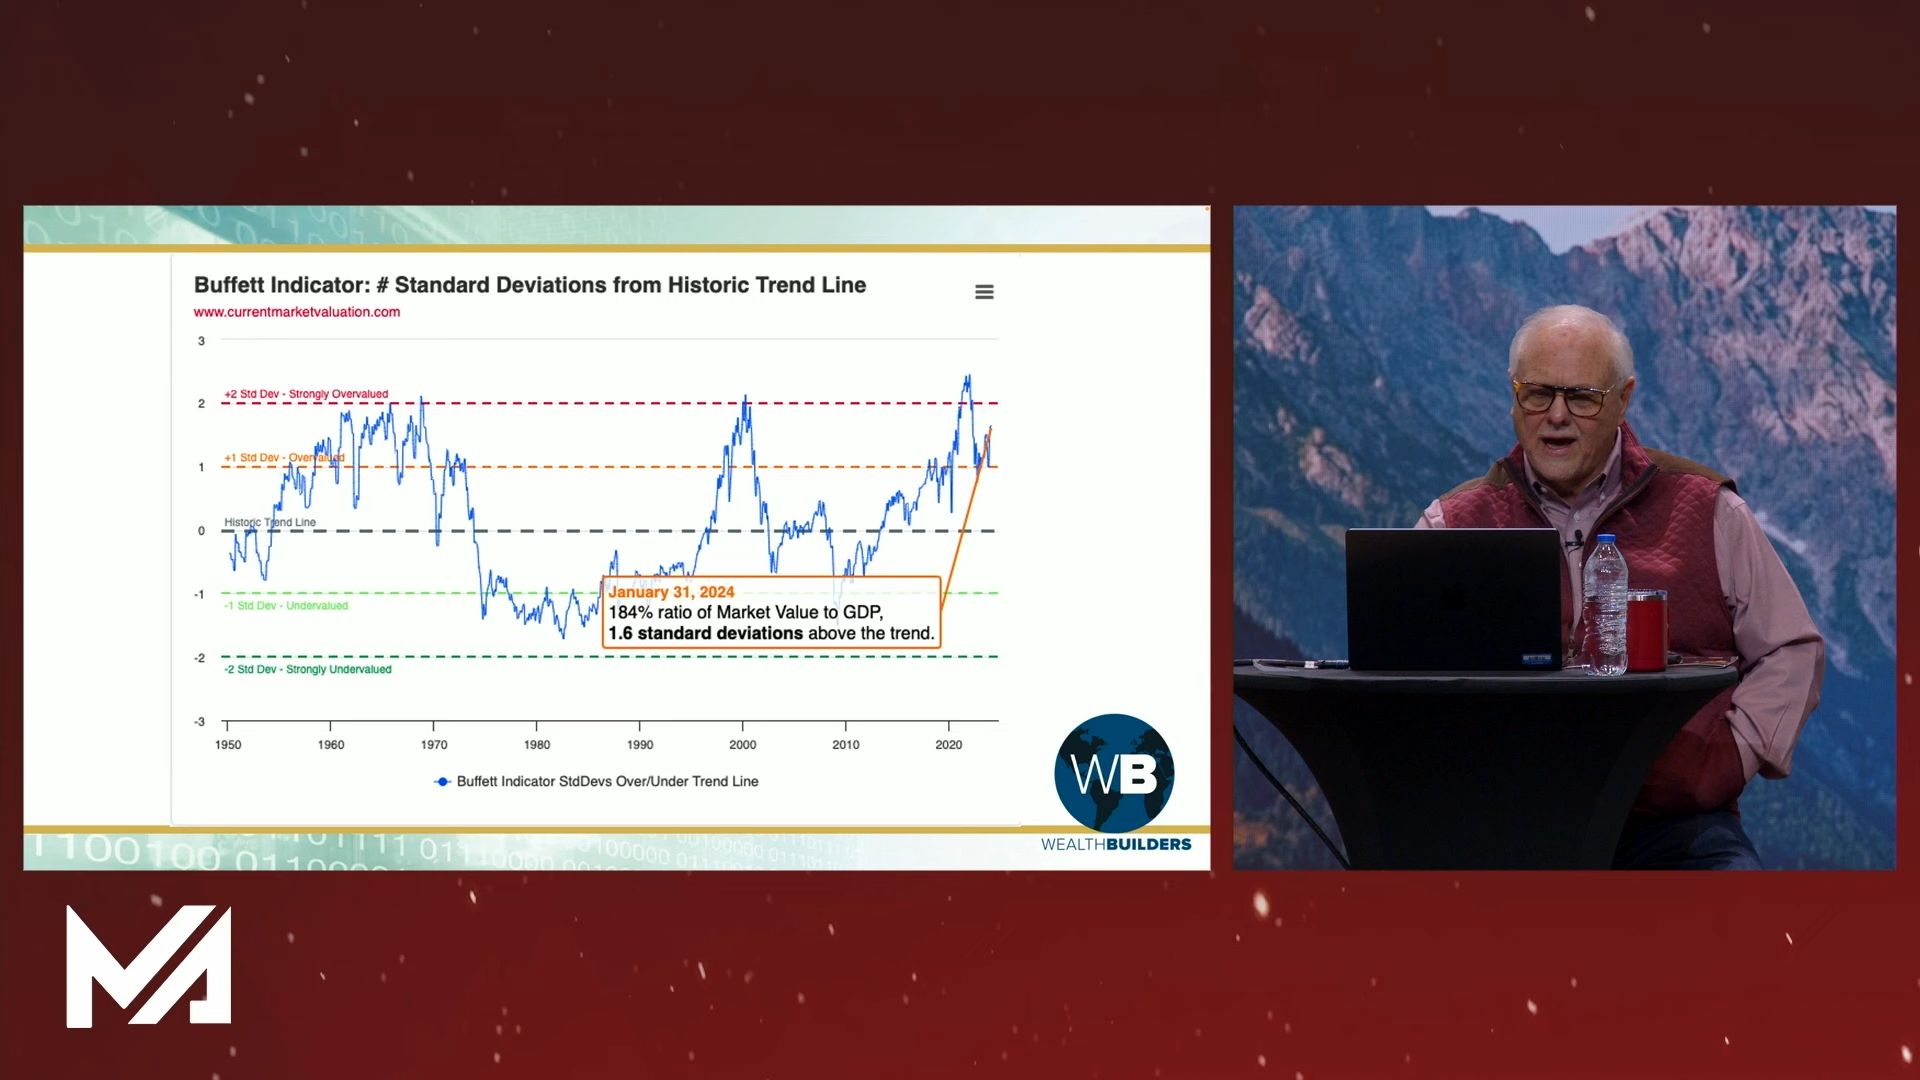 Buffett Indicator: # Standard Deviations from Historic Trend Line
www.currentmarketvaluation.com
3
+2 Std Dev - Strongly Overvalued
2
+1 Std Dev - Overvalued
1
Historic Trend Line
0
-1
-1 Std Dev - Undervalued
January 31, 2024
184% ratio of Market Value to GDP,
1.6 standard deviations above the trend.
-2
-2 Std Dev - Strongly Undervalued
-3
1950 1960 1970 1980 1990 2000 2010 2020
Buffett Indicator StdDevs Over/Under Trend Line
WB
WEALTHBUILDERS
MA